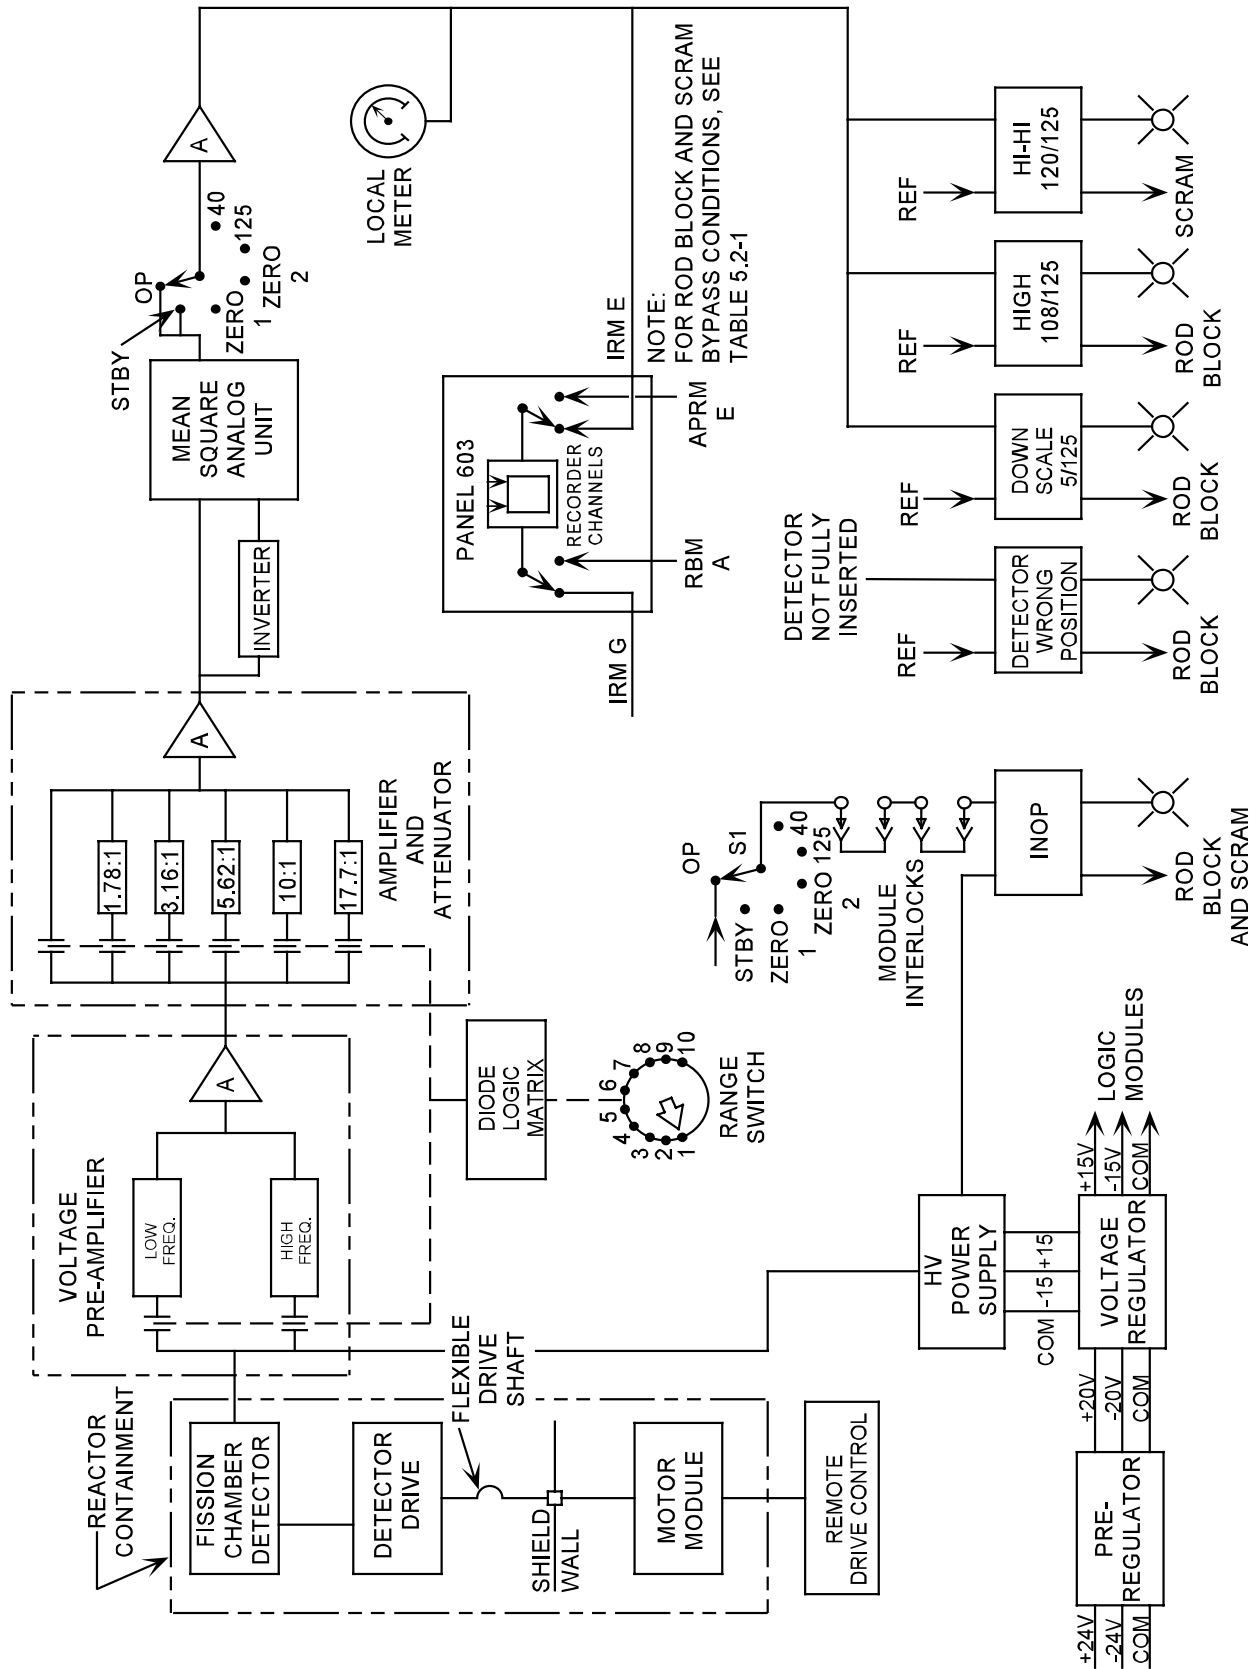 REACTOR
CONTAINMENT
FISSION
CHAMBER
DETECTOR
DETECTOR
DRIVE
FLEXIBLE
DRIVE
SHAFT
SHIELD
WALL
MOTOR
MODULE
REMOTE
DRIVE CONTROL
VOLTAGE
PRE-AMPLIFIER
LOW
FREQ.
HIGH
FREQ.
A
1.78:1
3.16:1
5.62:1
10:1
17.7:1
A
AMPLIFIER
AND
ATTENUATOR
DIODE
LOGIC
MATRIX
1
2
3
4
5
6
7
8
9
10
RANGE
SWITCH
INVERTER
MEAN
SQUARE
ANALOG
UNIT
STBY
OP
40
125
ZERO
1
ZERO
2
A
LOCAL
METER
PANEL 603
RECORDER
CHANNELS
IRM G
RBM
A
APRM
E
IRM E
NOTE:
FOR ROD BLOCK AND SCRAM
BYPASS CONDITIONS, SEE
TABLE 5.2-1
+24V
-24V
COM
PRE-
REGULATOR
+20V
-20V
COM
VOLTAGE
REGULATOR
+15V
-15V
COM
LOGIC
MODULES
HV
POWER
SUPPLY
COM
-15
+15
OP
S1
STBY
ZERO
1
ZERO
2
125
40
MODULE
INTERLOCKS
INOP
ROD
BLOCK
AND SCRAM
DETECTOR
NOT FULLY
INSERTED
REF
DETECTOR
WRONG
POSITION
ROD
BLOCK
REF
DOWN
SCALE
5/125
ROD
BLOCK
REF
HIGH
108/125
ROD
BLOCK
REF
HI-HI
120/125
SCRAM